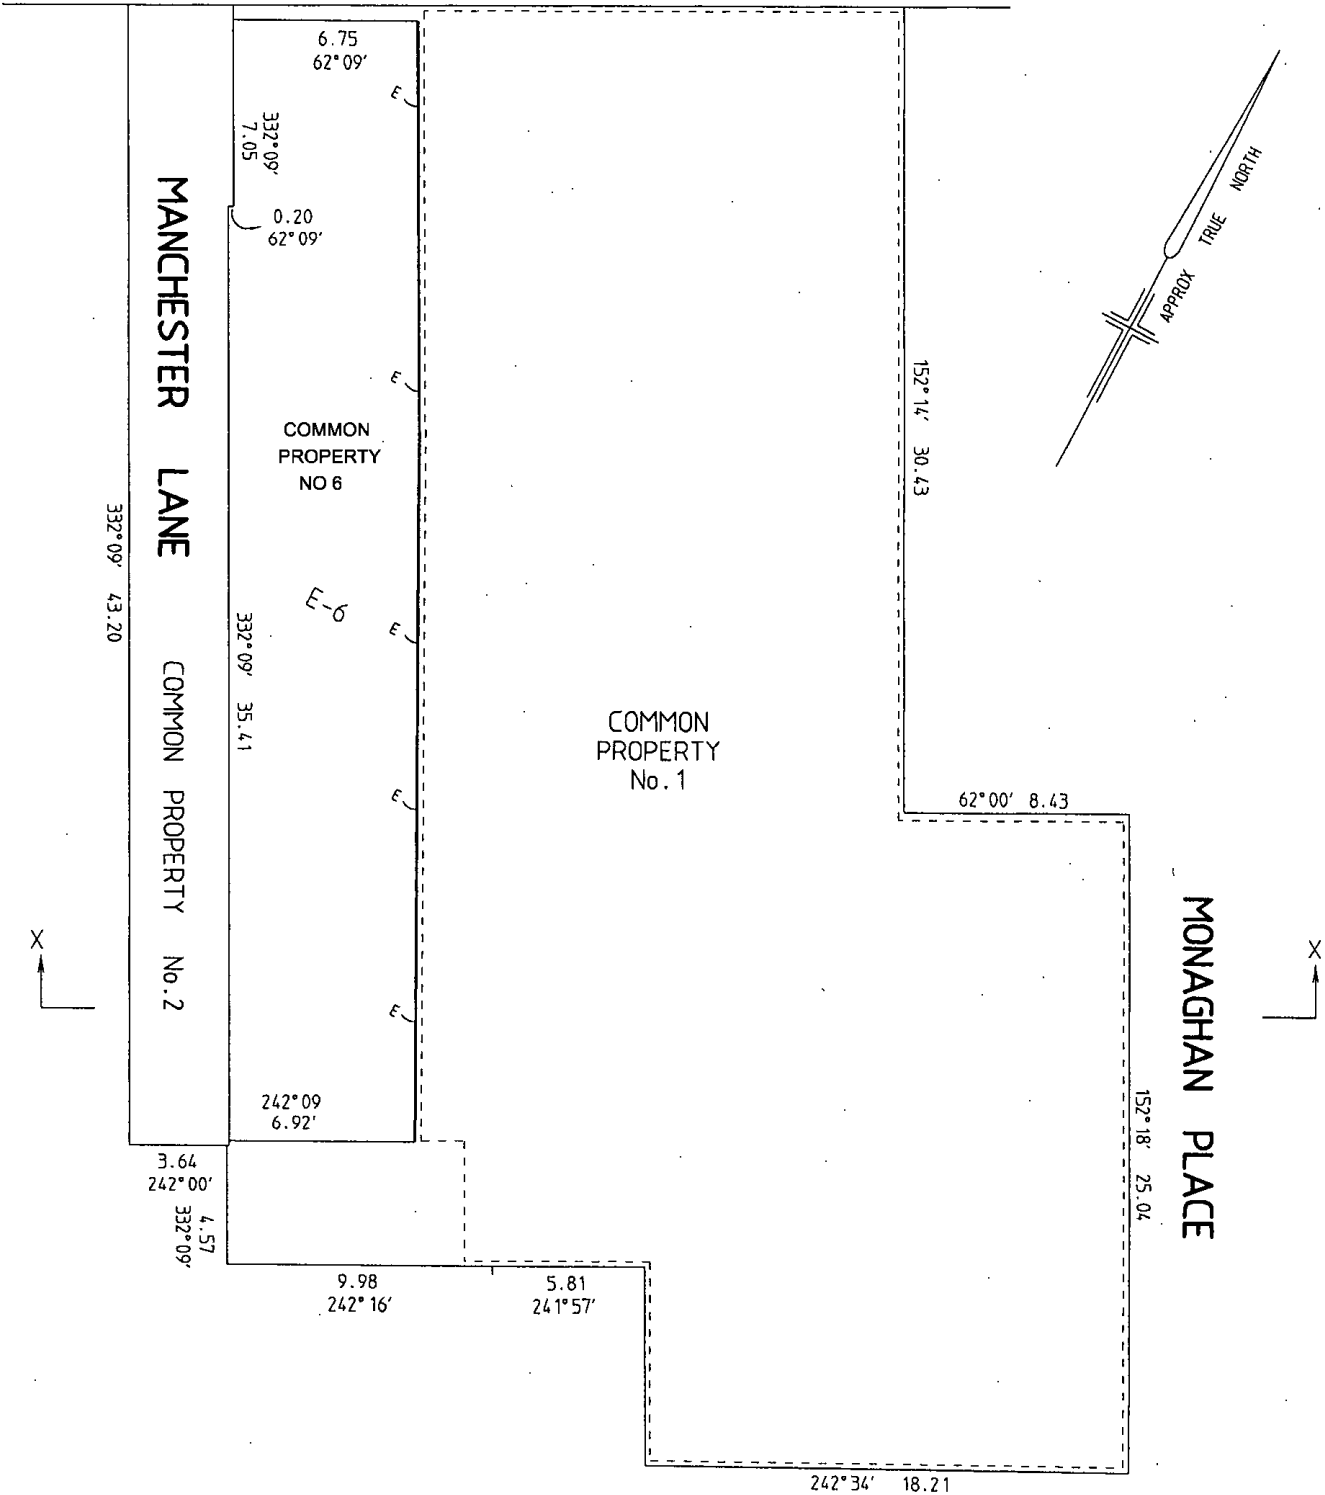 6.75
62°09'
E
332°09'
7.05
0.20
62°09'
MANCHESTER LANE
COMMON PROPERTY No.2
332°09' 43.20
E
COMMON
PROPERTY
NO 6
E-6
E
332°09' 35.41
E
E
COMMON
PROPERTY
No.1
152°14' 30.43
APPROX TRUE NORTH
62°00' 8.43
MONAGHAN PLACE
X
X
152°18' 25.04
242°09
6.92'
3.64
242°00'
4.57
332°09'
9.98
242°16'
5.81
241°57'
242°34' 18.21